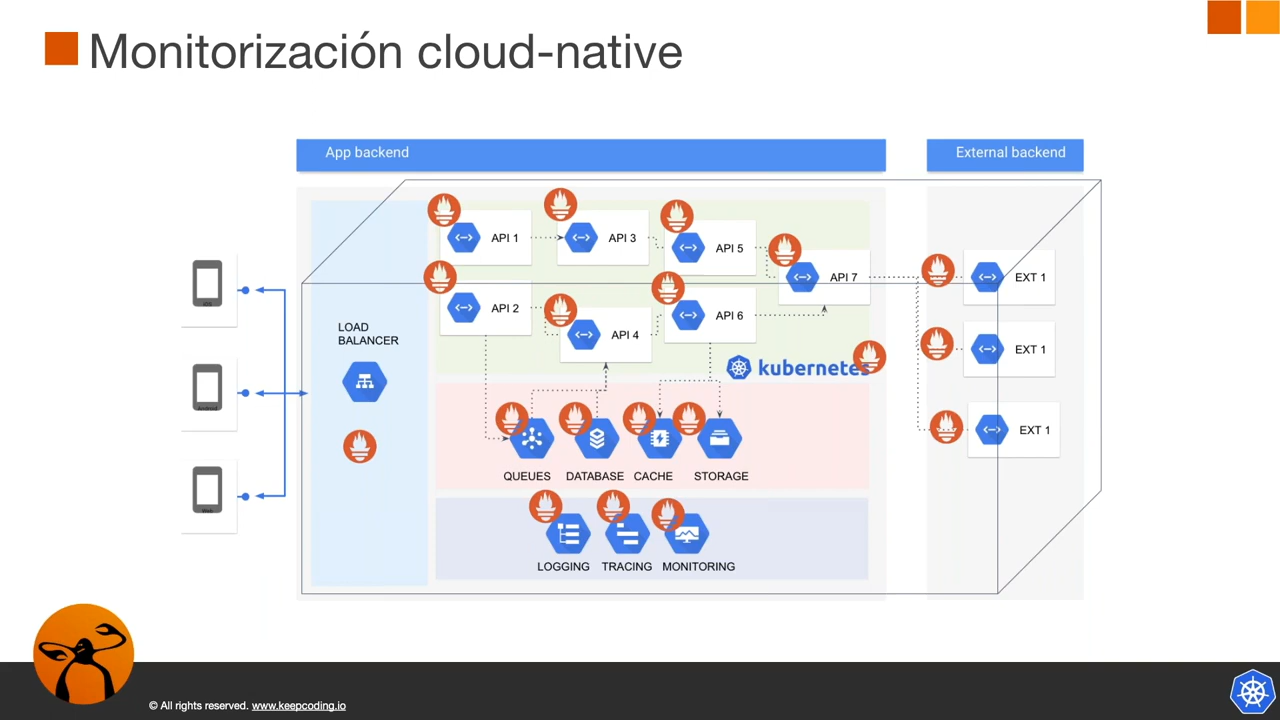 Monitorización cloud-native
App backend
External backend
API 1
API 3
API 5
API 7
EXT 1
API 2
API 4
API 6
EXT 1
LOAD
BALANCER
kubernetes
EXT 1
Android
Web
QUEUES
DATABASE
CACHE
STORAGE
LOGGING
TRACING
MONITORING
© All rights reserved. www.keepcoding.io